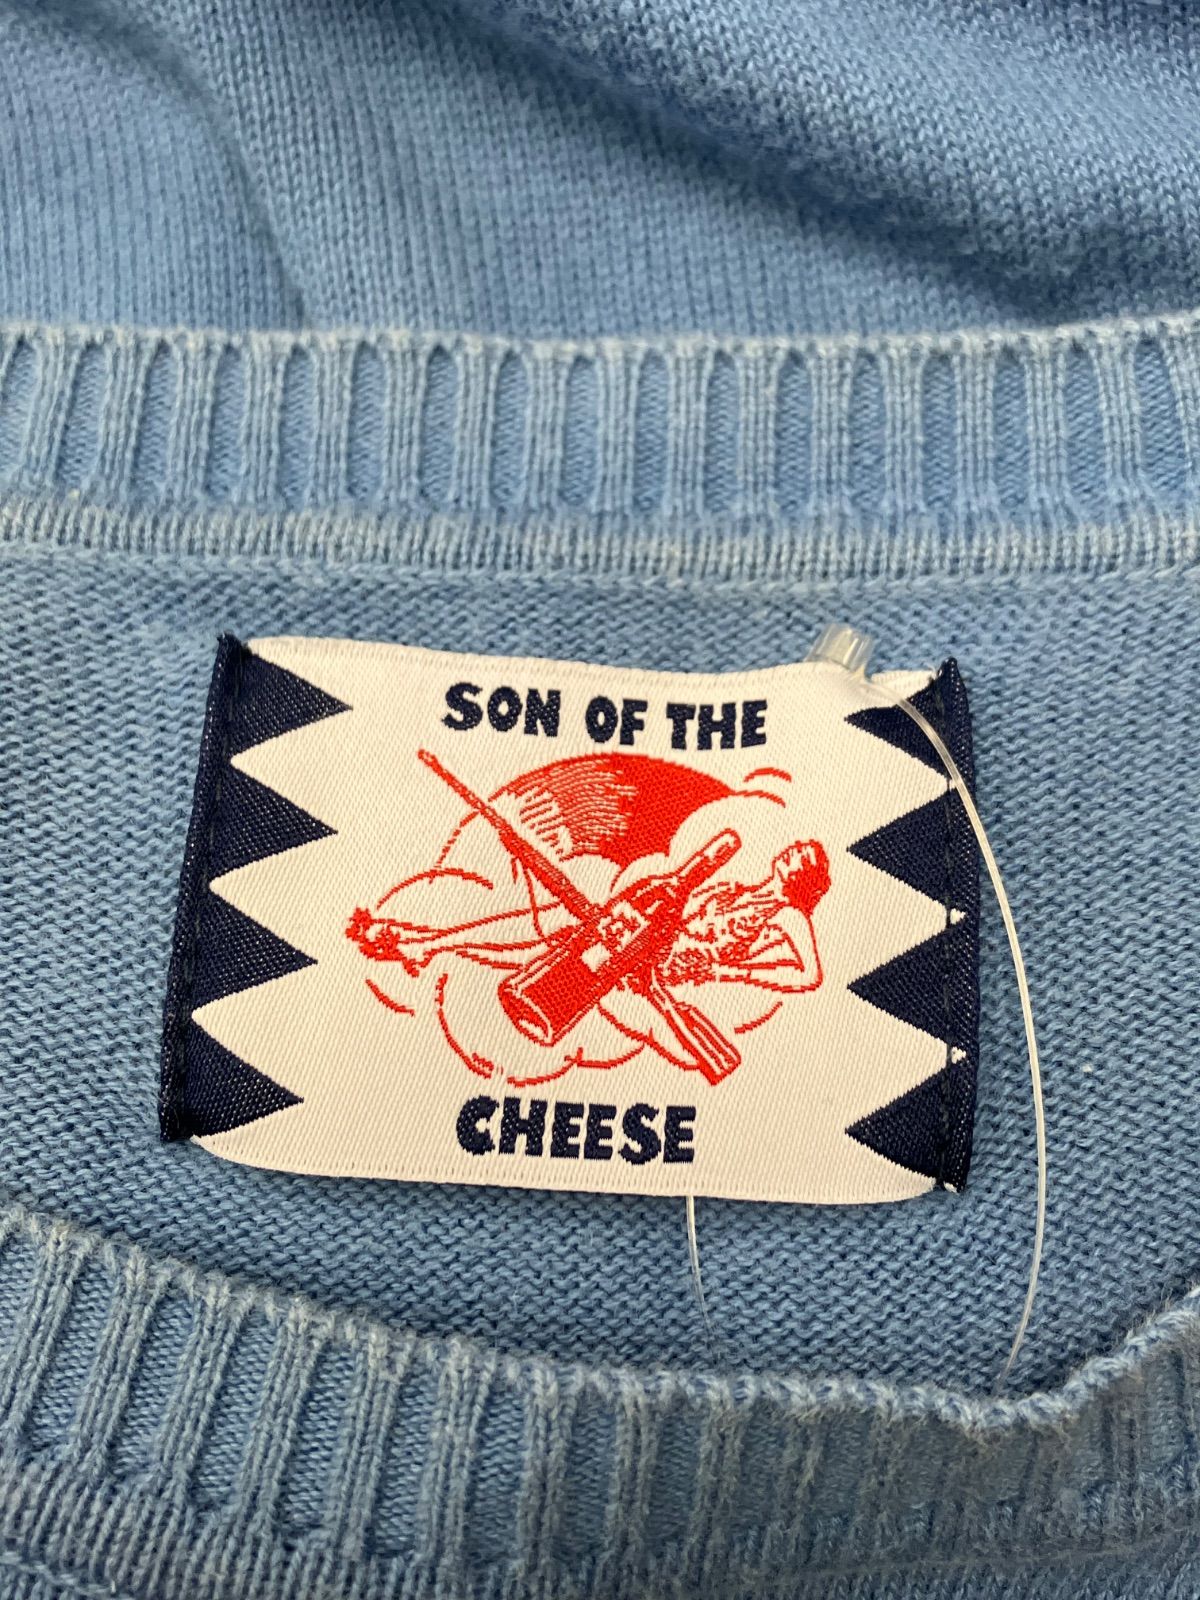 SON OF THE
CHEESE